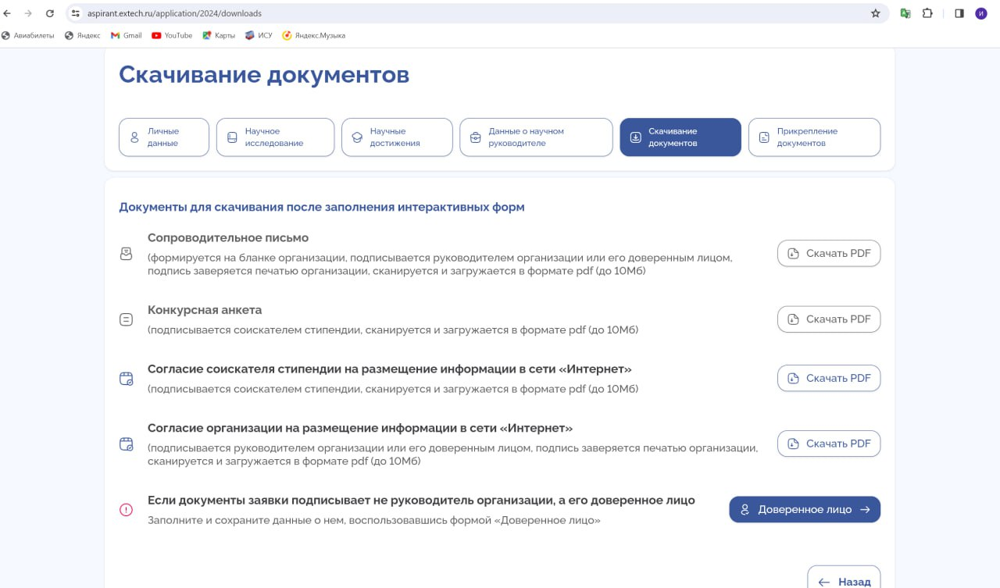 aspirant.extech.ru/application/2024/downloads
И
Авиабилеты Яндекс Gmail YouTube Карты ИСУ Яндекс.Музыка
Скачивание документов
Личные данные
Научное исследование
Научные достижения
Данные о научном руководителе
Скачивание документов
Прикрепление документов
Документы для скачивания после заполнения интерактивных форм
Сопроводительное письмо
(формируется на бланке организации, подписывается руководителем организации или его доверенным лицом,
подпись заверяется печатью организации, сканируется и загружается в формате pdf (до 10Мб)
Скачать PDF
Конкурсная анкета
(подписывается соискателем стипендии, сканируется и загружается в формате pdf (до 10Мб)
Скачать PDF
Согласие соискателя стипендии на размещение информации в сети «Интернет»
(подписывается соискателем стипендии, сканируется и загружается в формате pdf (до 10Мб)
Скачать PDF
Согласие организации на размещение информации в сети «Интернет»
(подписывается руководителем организации или его доверенным лицом, подпись заверяется печатью организации,
сканируется и загружается в формате pdf (до 10Мб)
Скачать PDF
Если документы заявки подписывает не руководитель организации, а его доверенное лицо
Заполните и сохраните данные о нем, воспользовавшись формой «Доверенное лицо»
Доверенное лицо →
← Назад